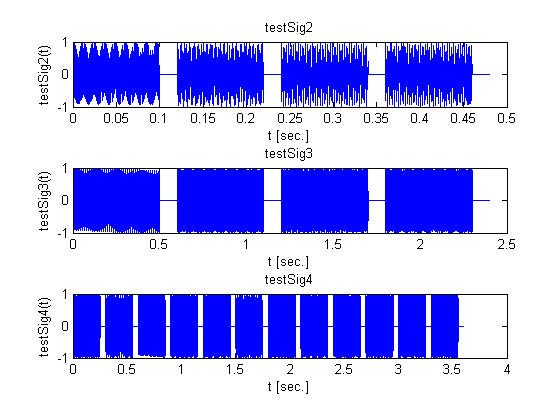 testSig2
testSig2(t)
1
0
-1
0 0.05 0.1 0.15 0.2 0.25 0.3 0.35 0.4 0.45 0.5
t [sec.]
testSig3
testSig3(t)
1
0
-1
0 0.5 1 1.5 2 2.5
t [sec.]
testSig4
testSig4(t)
1
0
-1
0 0.5 1 1.5 2 2.5 3 3.5 4
t [sec.]